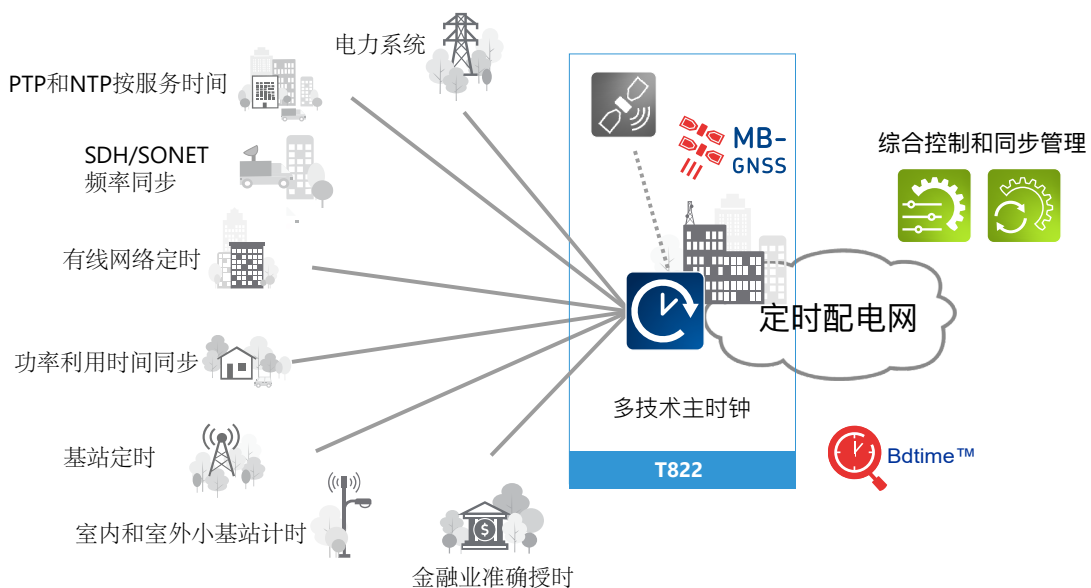 电力系统
PTP和NTP按服务时间
SDH/SONET
频率同步
有线网络定时
功率利用时间同步
基站定时
室内和室外小基站计时
金融业准确授时
MB-
GNSS
综合控制和同步管理
定时配电网
多技术主时钟
T822
Bdtime™
$